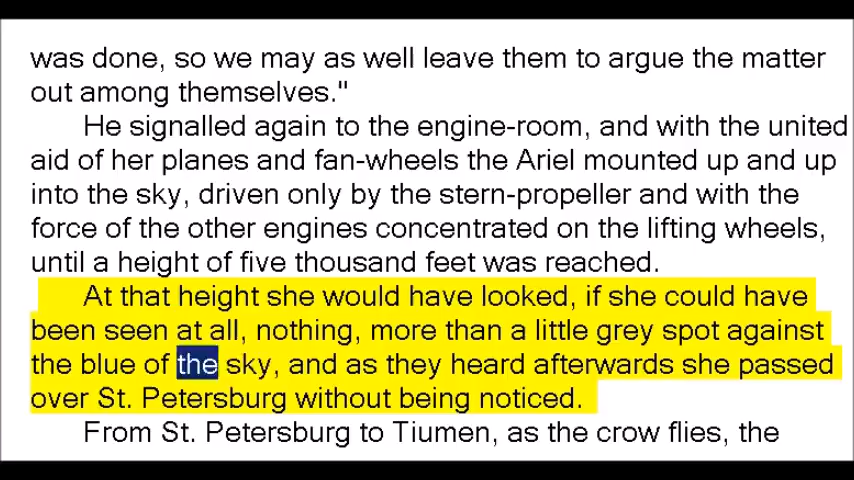 was done, so we may as well leave them to argue the matter
out among themselves."
He signalled again to the engine-room, and with the united
aid of her planes and fan-wheels the Ariel mounted up and up
into the sky, driven only by the stern-propeller and with the
force of the other engines concentrated on the lifting wheels,
until a height of five thousand feet was reached.
At that height she would have looked, if she could have
been seen at all, nothing, more than a little grey spot against
the blue of the sky, and as they heard afterwards she passed
over St. Petersburg without being noticed.
From St. Petersburg to Tiumen, as the crow flies, the